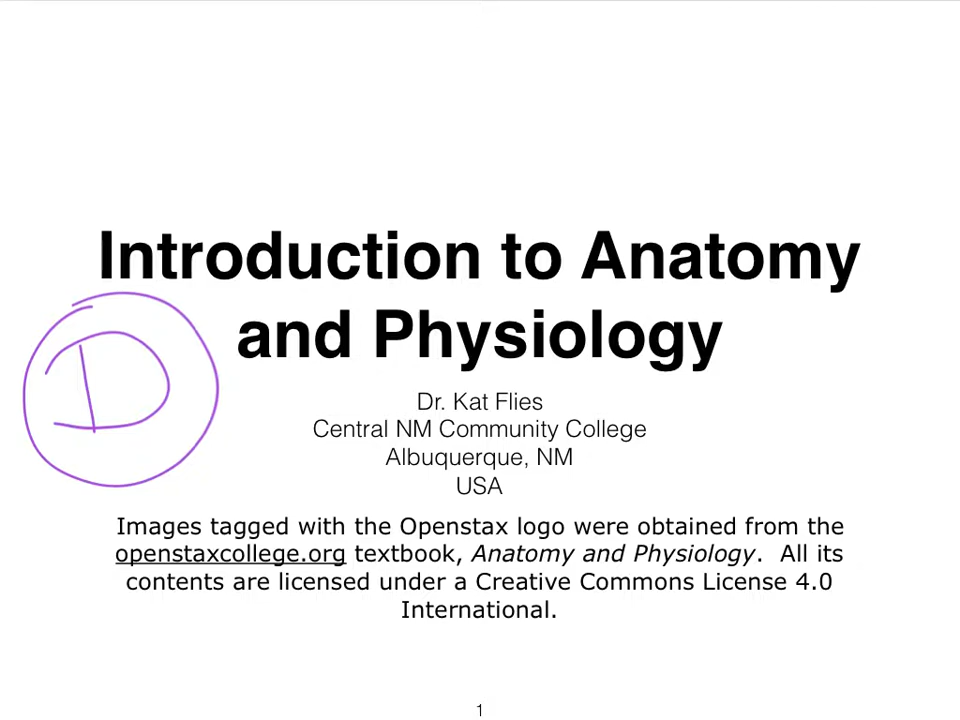 Introduction to Anatomy
and Physiology
D
Dr. Kat Flies
Central NM Community College
Albuquerque, NM
USA
Images tagged with the Openstax logo were obtained from the
openstaxcollege.org textbook, Anatomy and Physiology. All its
contents are licensed under a Creative Commons License 4.0
International.
1